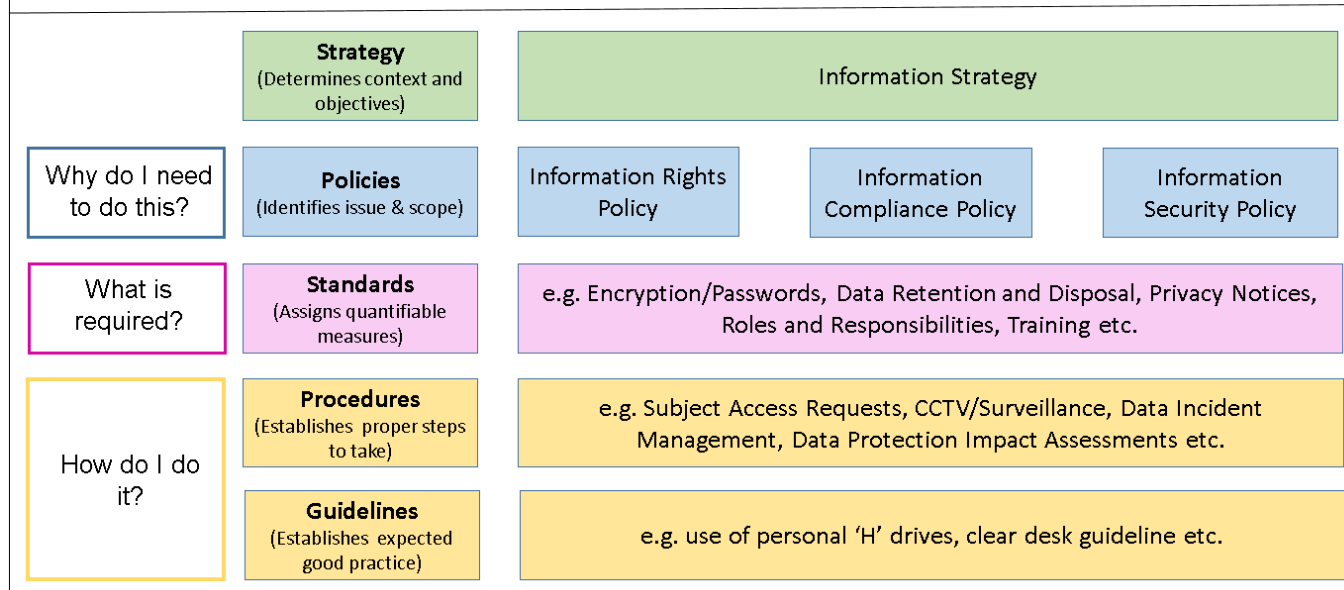 Strategy
(Determines context and
objectives)
Information Strategy
Why do I need
to do this?
Policies
(Identifies issue & scope)
Information Rights
Policy
Information
Compliance Policy
Information
Security Policy
What is
required?
Standards
(Assigns quantifiable
measures)
e.g. Encryption/Passwords, Data Retention and Disposal, Privacy Notices,
Roles and Responsibilities, Training etc.
How do I do
it?
Procedures
(Establishes proper steps
to take)
e.g. Subject Access Requests, CCTV/Surveillance, Data Incident
Management, Data Protection Impact Assessments etc.
Guidelines
(Establishes expected
good practice)
e.g. use of personal ‘H’ drives, clear desk guideline etc.